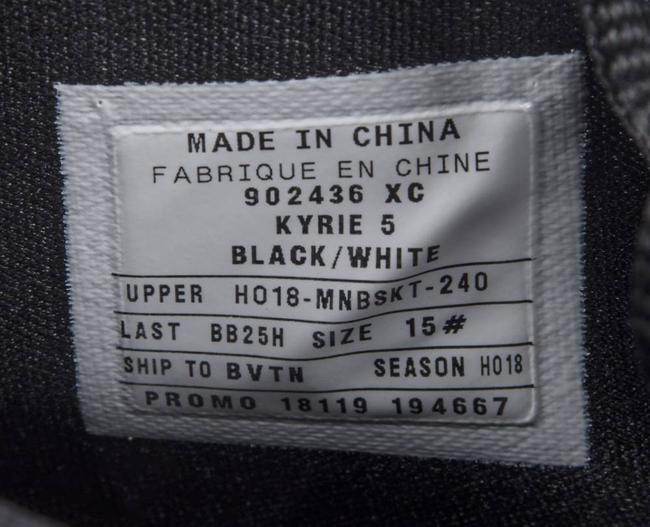 MADE IN CHINA
FABRIQUE EN CHINE
902436 XC
KYRIE 5
BLACK/WHITE
UPPER HO18-MNBSKT-240
LAST BB25H SIZE 15#
SHIP TO BVTN SEASON HO18
PROMO 18119 194667